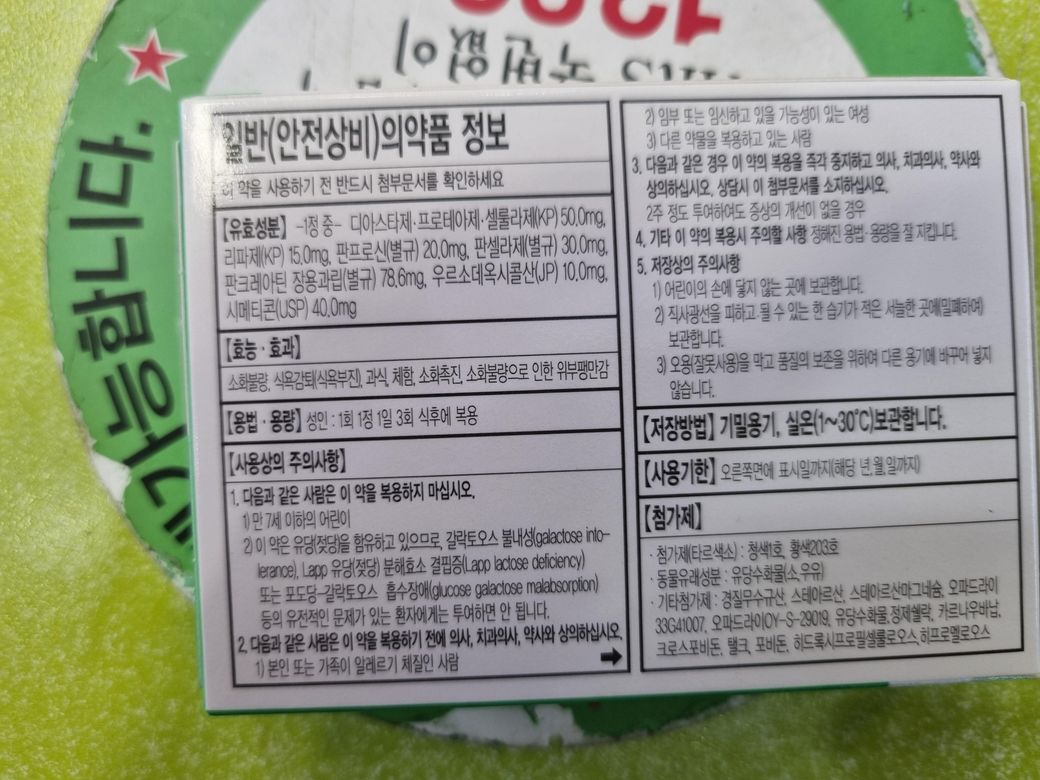 가능합니다.
없이
일반(안전상비)의약품 정보
이 약을 사용하기 전 반드시 첨부문서를 확인하세요
【유효성분】 -1정 중- 디아스타제·프로테아제·셀룰라제(KP) 50.0mg,
리파제(KP) 15.0mg, 판프로신(별규) 20.0mg, 판셀라제(별규) 30.0mg,
판크레아틴 장용과립(별규) 78.6mg, 우르소데옥시콜산(JP) 10.0mg,
시메티콘(USP) 40.0mg
【효능·효과】
소화불량, 식욕감퇴(식욕부진), 과식, 체함, 소화촉진, 소화불량으로 인한 위부팽만감
【용법·용량】 성인 : 1회 1정 1일 3회 식후에 복용
【사용상의 주의사항】
1. 다음과 같은 사람은 이 약을 복용하지 마십시오.
1) 만 7세 이하의 어린이
2) 이 약은 유당(젖당)을 함유하고 있으므로, 갈락토오스 불내성(galactose into-
lerance), Lapp 유당(젖당) 분해효소 결핍증(Lapp lactose deficiency)
또는 포도당-갈락토오스 흡수장애(glucose galactose malabsorption)
등의 유전적인 문제가 있는 환자에게는 투여하면 안 됩니다.
2. 다음과 같은 사람은 이 약을 복용하기 전에 의사, 치과의사, 약사와 상의하십시오.
1) 본인 또는 가족이 알레르기 체질인 사람
2) 임부 또는 임신하고 있을 가능성이 있는 여성
3) 다른 약물을 복용하고 있는 사람
3. 다음과 같은 경우 이 약의 복용을 즉각 중지하고 의사, 치과의사, 약사와
상의하십시오. 상담시 이 첨부문서를 소지하십시오.
2주 정도 투여하여도 증상의 개선이 없을 경우
4. 기타 이 약의 복용시 주의할 사항 정해진 용법·용량을 잘 지킵니다.
5. 저장상의 주의사항
1) 어린이의 손에 닿지 않는 곳에 보관합니다.
2) 직사광선을 피하고 될 수 있는 한 습기가 적은 서늘한 곳에(밀폐하여)
보관합니다.
3) 오용(잘못사용)을 막고 품질의 보존을 위하여 다른 용기에 바꾸어 넣지
않습니다.
【저장방법】 기밀용기, 실온(1~30℃)보관합니다.
【사용기한】 오른쪽면에 표시일까지(해당 년,월,일까지)
【첨가제】
· 첨가제(타르색소) : 청색1호, 황색203호
· 동물유래성분 : 유당수화물(소,우유)
· 기타첨가제 : 경질무수규산, 스테아르산, 스테아르산마그네슘, 오파드라이
33G41007, 오파드라이OY-S-29019, 유당수화물,정제쉘락, 카르나우바납,
크로스포비돈, 탤크, 포비돈, 히드록시프로필셀룰로오스,히프로멜로오스